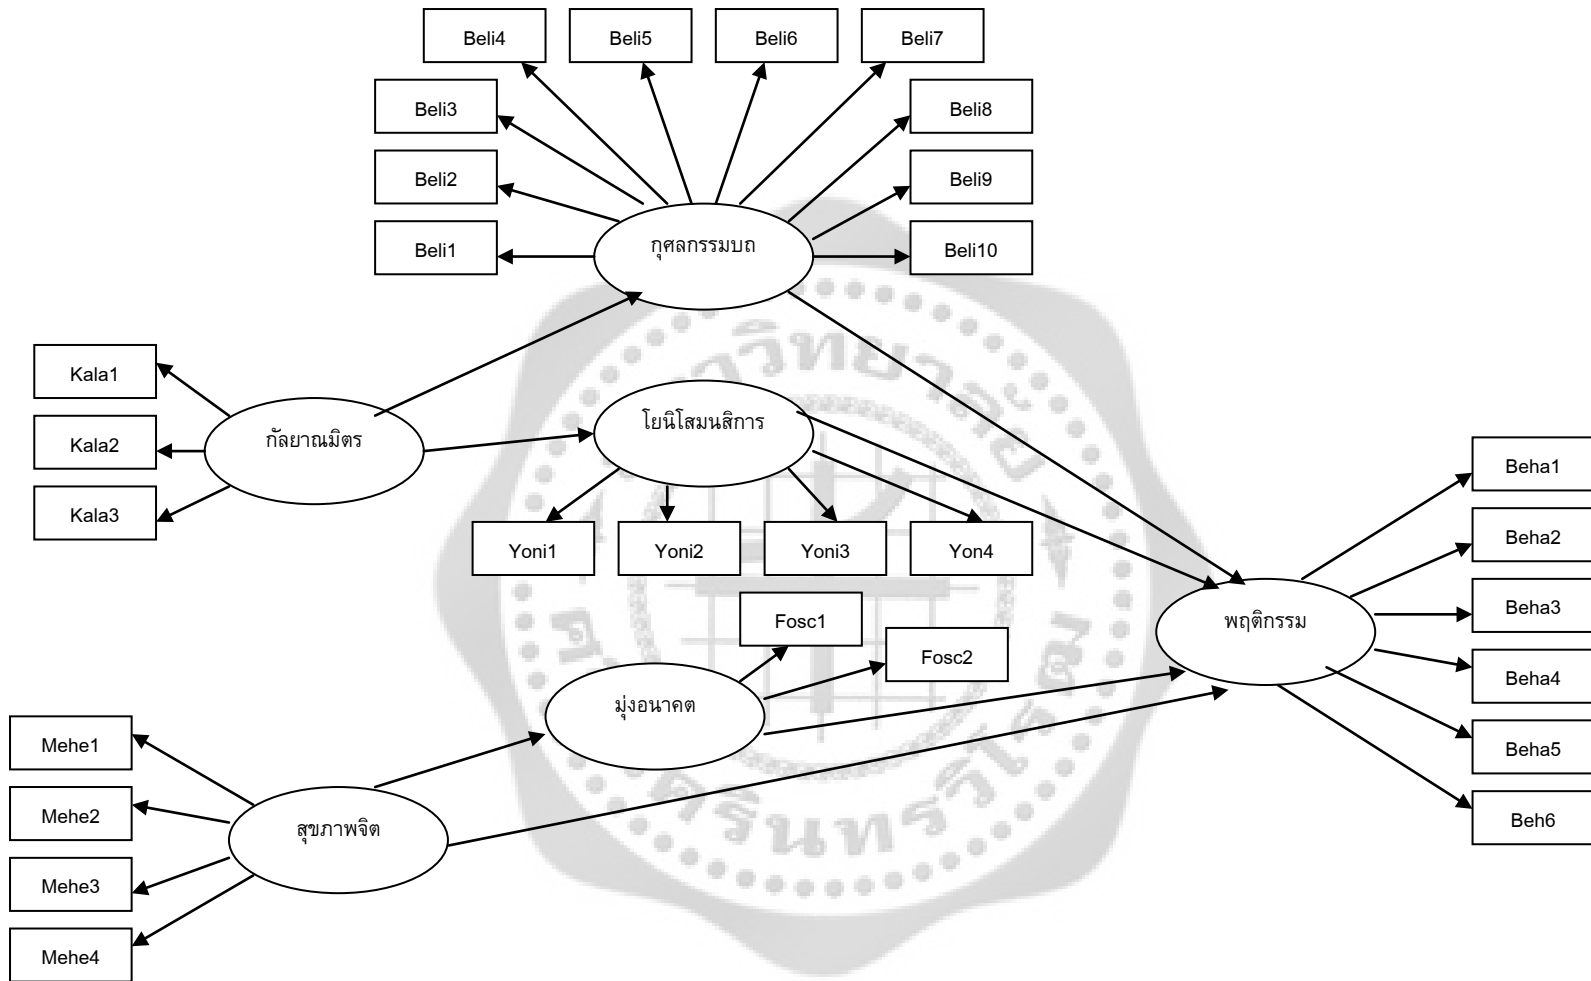 Beli4
Beli5
Beli6
Beli7
Beli3
Beli8
Beli2
Beli9
Beli1
กุศลกรรมบถ
Beli10
Kala1
Kala2
กัลยาณมิตร
Kala3
โยนิโสมนสิการ
Yoni1
Yoni2
Yoni3
Yon4
Beha1
Beha2
Beha3
พฤติกรรม
Beha4
Beha5
Beh6
Fosc1
Fosc2
มุ่งอนาคต
Mehe1
Mehe2
สุขภาพจิต
Mehe3
Mehe4